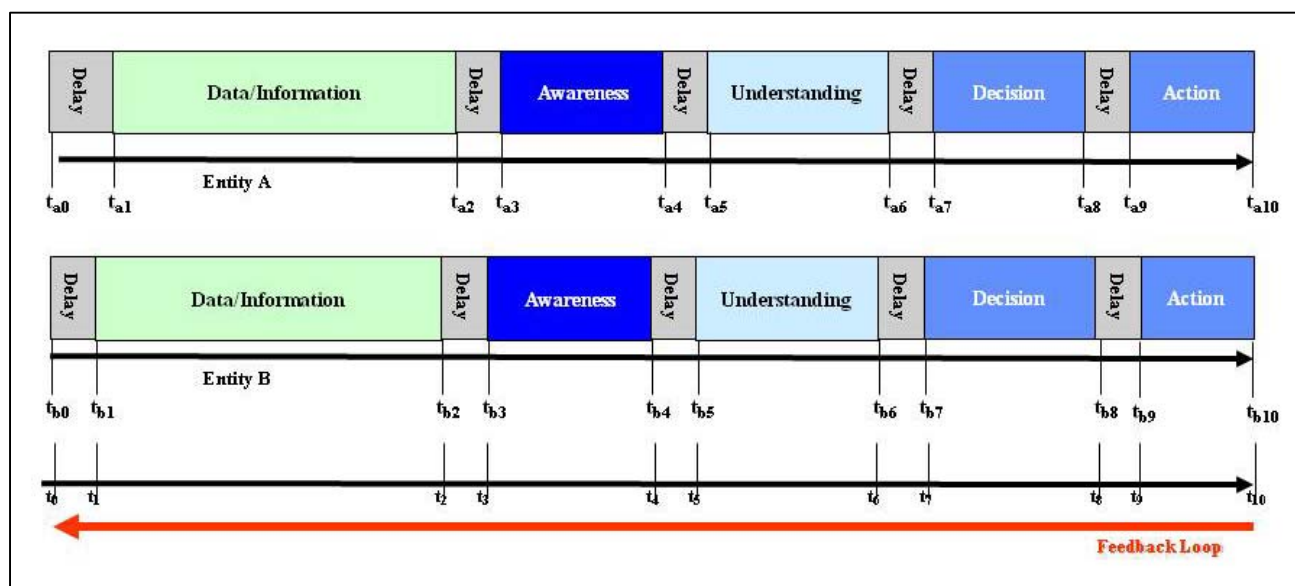 Delay Data/Information Delay Awareness Delay Understanding Delay Decision Delay Action
Entity A
ta0 ta1 ta2 ta3 ta4 ta5 ta6 ta7 ta8 ta9 ta10
Delay Data/Information Delay Awareness Delay Understanding Delay Decision Delay Action
Entity B
tb0 tb1 tb2 tb3 tb4 tb5 tb6 tb7 tb8 tb9 tb10
t0 t1 t2 t3 t4 t5 t6 t7 t8 t9 t10
Feedback Loop